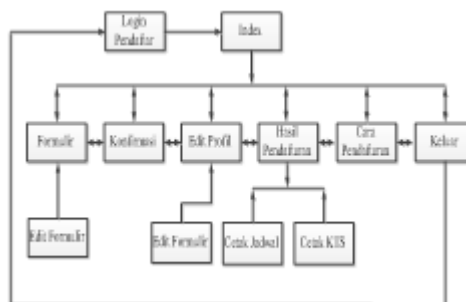 Login
Pendaftar
Index
Formulir
Konfirmasi
Edit Profil
Hasil
Pendaftaran
Cara
Pendaftaran
Keluar
Edit Formulir
Edit Formulir
Cetak Jadwal
Cetak KTS